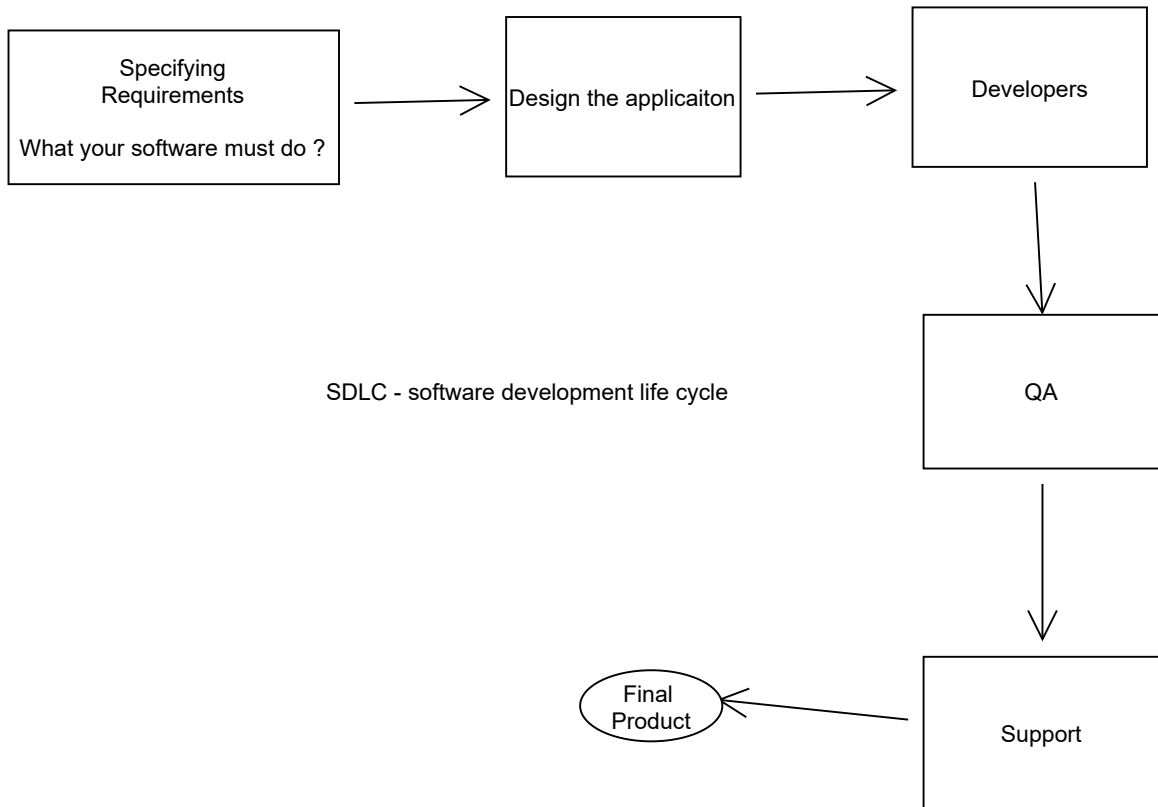 Specifying
Requirements
What your software must do ?
Design the applicaiton
Developers
SDLC - software development life cycle
QA
Final
Product
Support